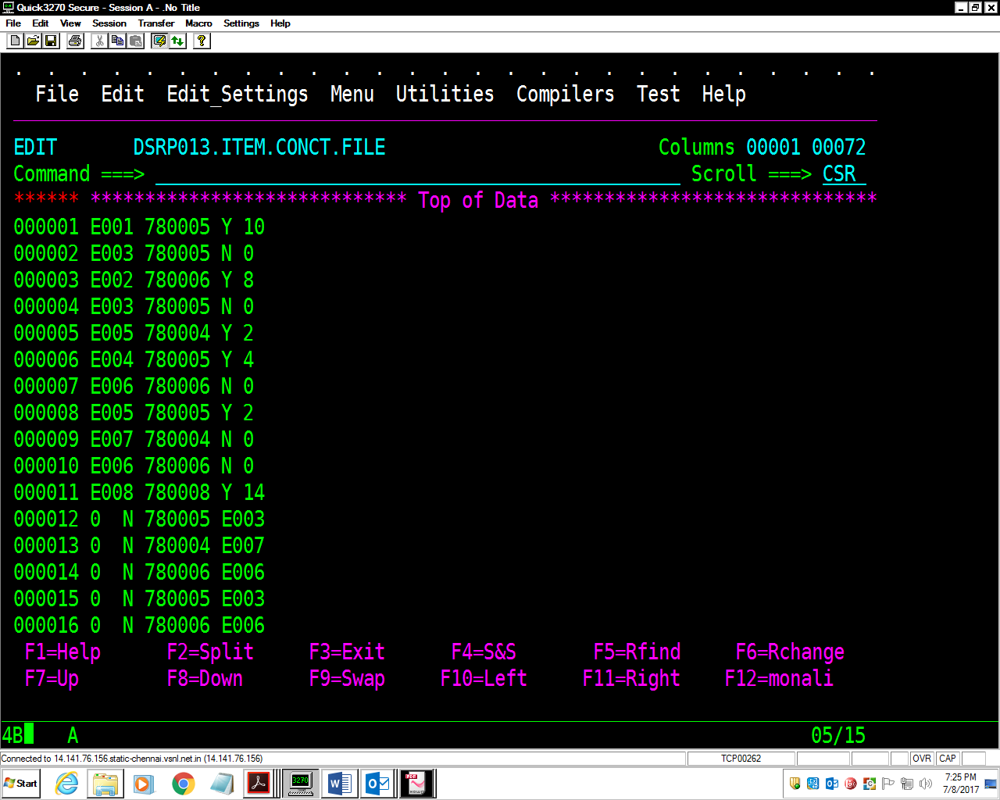 Quick3270 Secure - Session A - .No Title
File Edit View Session Transfer Macro Settings Help
. . . . . . . . . . . . . . . . . . . . . . . . . . .
File Edit Edit_Settings Menu Utilities Compilers Test Help
EDIT DSRP013.ITEM.CONCT.FILE Columns 00001 00072
Command ===> Scroll ===> CSR
****** ***************************** Top of Data ******************************
000001 E001 780005 Y 10
000002 E003 780005 N 0
000003 E002 780006 Y 8
000004 E003 780005 N 0
000005 E005 780004 Y 2
000006 E004 780005 Y 4
000007 E006 780006 N 0
000008 E005 780005 Y 2
000009 E007 780004 N 0
000010 E006 780006 N 0
000011 E008 780008 Y 14
000012 0  N 780005 E003
000013 0  N 780004 E007
000014 0  N 780006 E006
000015 0  N 780005 E003
000016 0  N 780006 E006
F1=Help F2=Split F3=Exit F4=S&S F5=Rfind F6=Rchange
F7=Up F8=Down F9=Swap F10=Left F11=Right F12=monali
4B A 05/15
Connected to 14.141.76.156.static-chennai.vsnl.net.in (14.141.76.156) TCP00262 OVR CAP
Start 3270 7:25 PM
7/8/2017